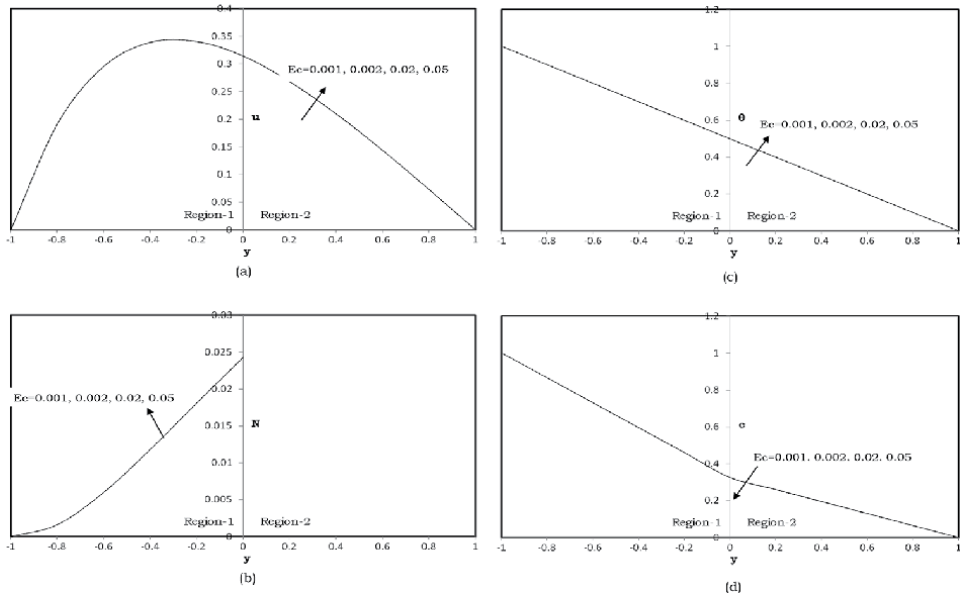 0.4
0.35
0.3
0.25
0.2
0.15
0.1
0.05
0
Ec=0.001, 0.002, 0.02, 0.05
u
Region-1 Region-2
-1 -0.8 -0.6 -0.4 -0.2 0 0.2 0.4 0.6 0.8 1
y
(a)
1.2
1
0.8
0.6
0.4
0.2
0
θ
Ec=0.001, 0.002, 0.02, 0.05
Region-1 Region-2
-1 -0.8 -0.6 -0.4 -0.2 0 0.2 0.4 0.6 0.8 1
y
(c)
0.03
0.025
0.02
0.015
0.01
0.005
0
Ec=0.001, 0.002, 0.02, 0.05
N
Region-1 Region-2
-1 -0.8 -0.6 -0.4 -0.2 0 0.2 0.4 0.6 0.8 1
y
(b)
1.2
1
0.8
0.6
0.4
0.2
0
Ec=0.001. 0.002. 0.02. 0.05
Region-1 Region-2
-1 -0.8 -0.6 -0.4 -0.2 0 0.2 0.4 0.6 0.8 1
y
(d)